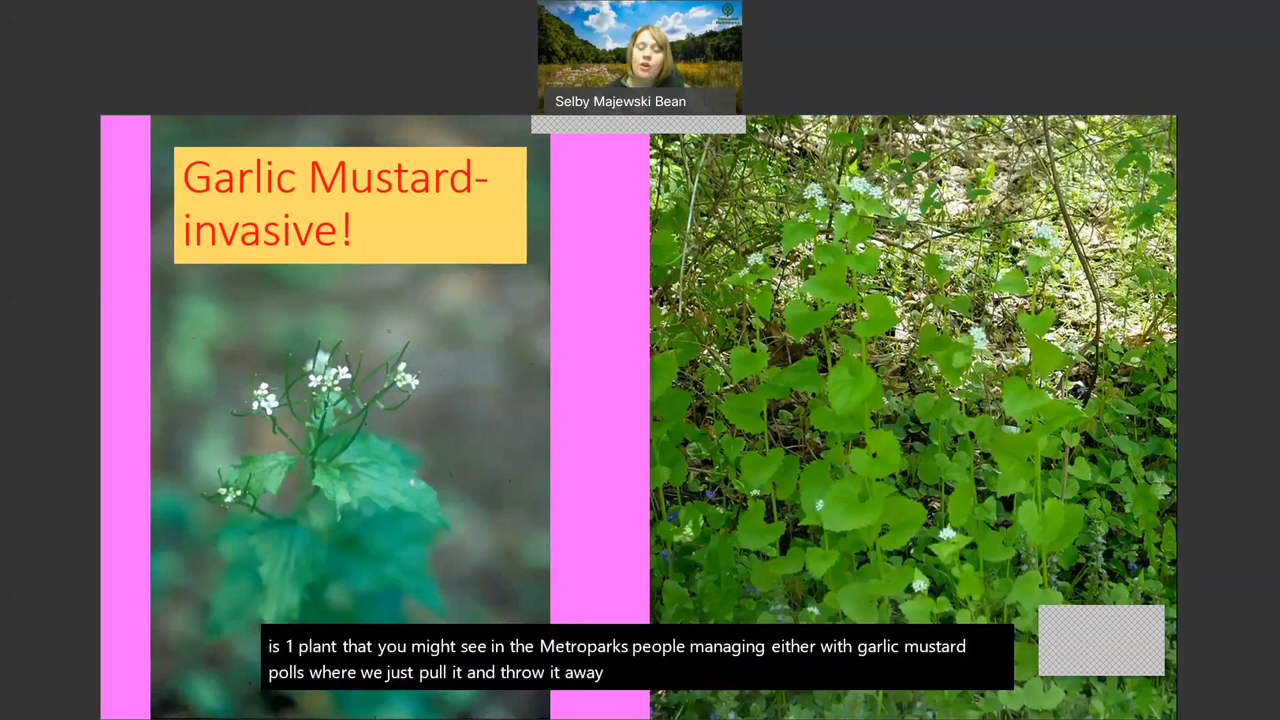 Selby Majewski Bean
Garlic Mustard-
invasive!
is 1 plant that you might see in the Metroparks people managing either with garlic mustard
polls where we just pull it and throw it away